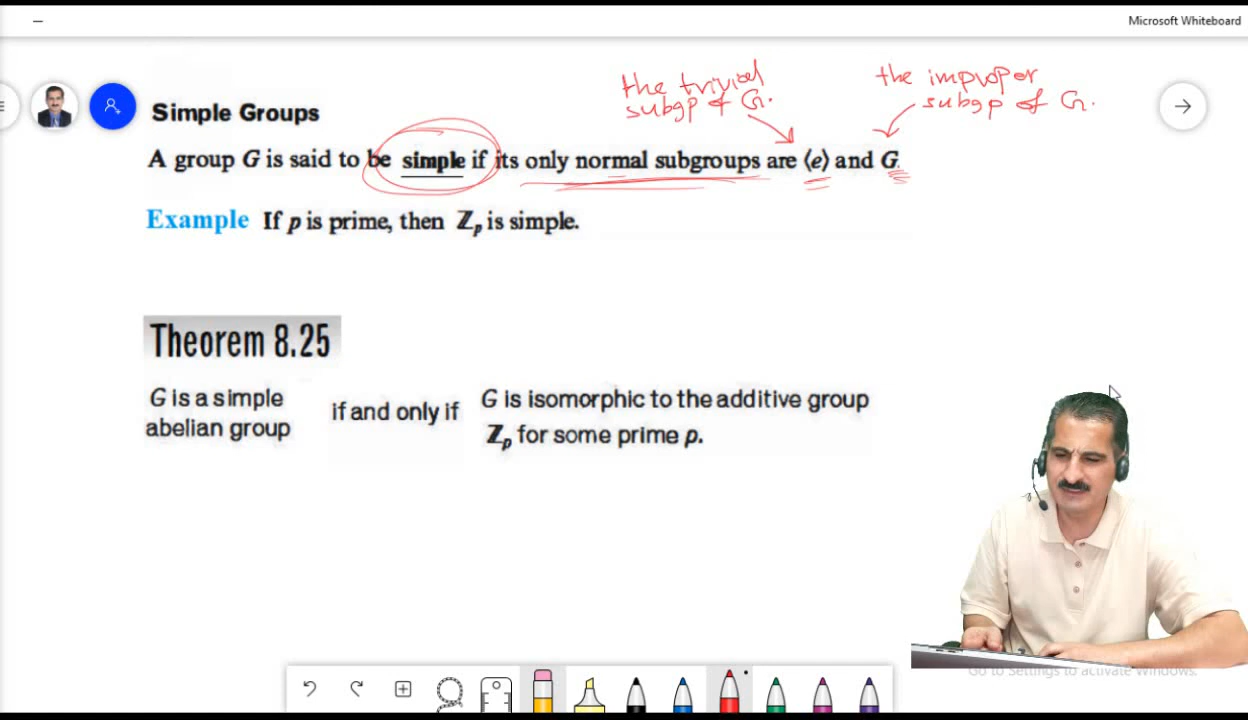 Microsoft Whiteboard
the trivial
subgp of G.
the improper
subgp of G.
Simple Groups
A group G is said to be simple if its only normal subgroups are ⟨e⟩ and G.
Example If p is prime, then ℤₚ is simple.
Theorem 8.25
G is a simple
abelian group
if and only if
G is isomorphic to the additive group
ℤₚ for some prime p.
Go to Settings to activate Windows.